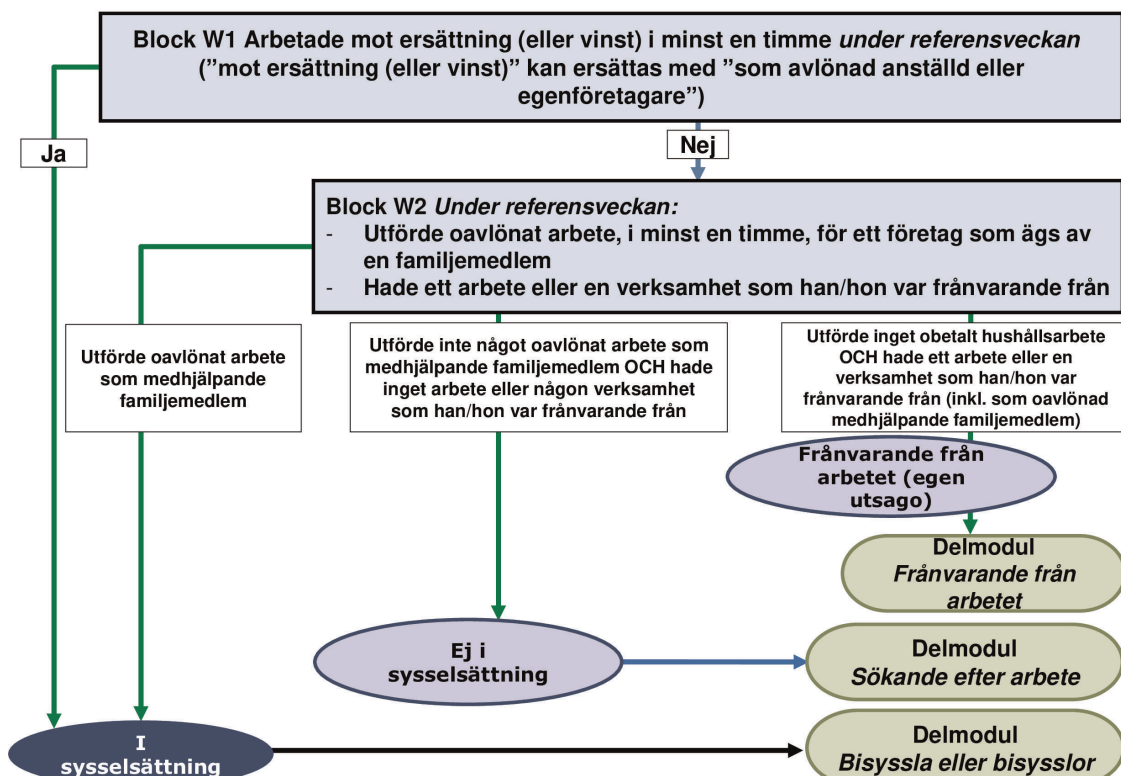 Block W1 Arbetade mot ersättning (eller vinst) i minst en timme under referensveckan
(”mot ersättning (eller vinst)” kan ersättas med ”som avlönad anställd eller
egenföretagare”)
Ja
Nej
Block W2 Under referensveckan:
- Utförde oavlönat arbete, i minst en timme, för ett företag som ägs av
en familjemedlem
- Hade ett arbete eller en verksamhet som han/hon var frånvarande från
Utförde oavlönat arbete
som medhjälpande
familjemedlem
Utförde inte något oavlönat arbete som
medhjälpande familjemedlem OCH hade
inget arbete eller någon verksamhet
som han/hon var frånvarande från
Utförde inget obetalt hushållsarbete
OCH hade ett arbete eller en
verksamhet som han/hon var
frånvarande från (inkl. som oavlönad
medhjälpande familjemedlem)
Frånvarande från
arbetet (egen
utsago)
Delmodul
Frånvarande från
arbetet
Ej i
sysselsättning
Delmodul
Sökande efter arbete
I
sysselsättning
Delmodul
Bisyssla eller bisysslor